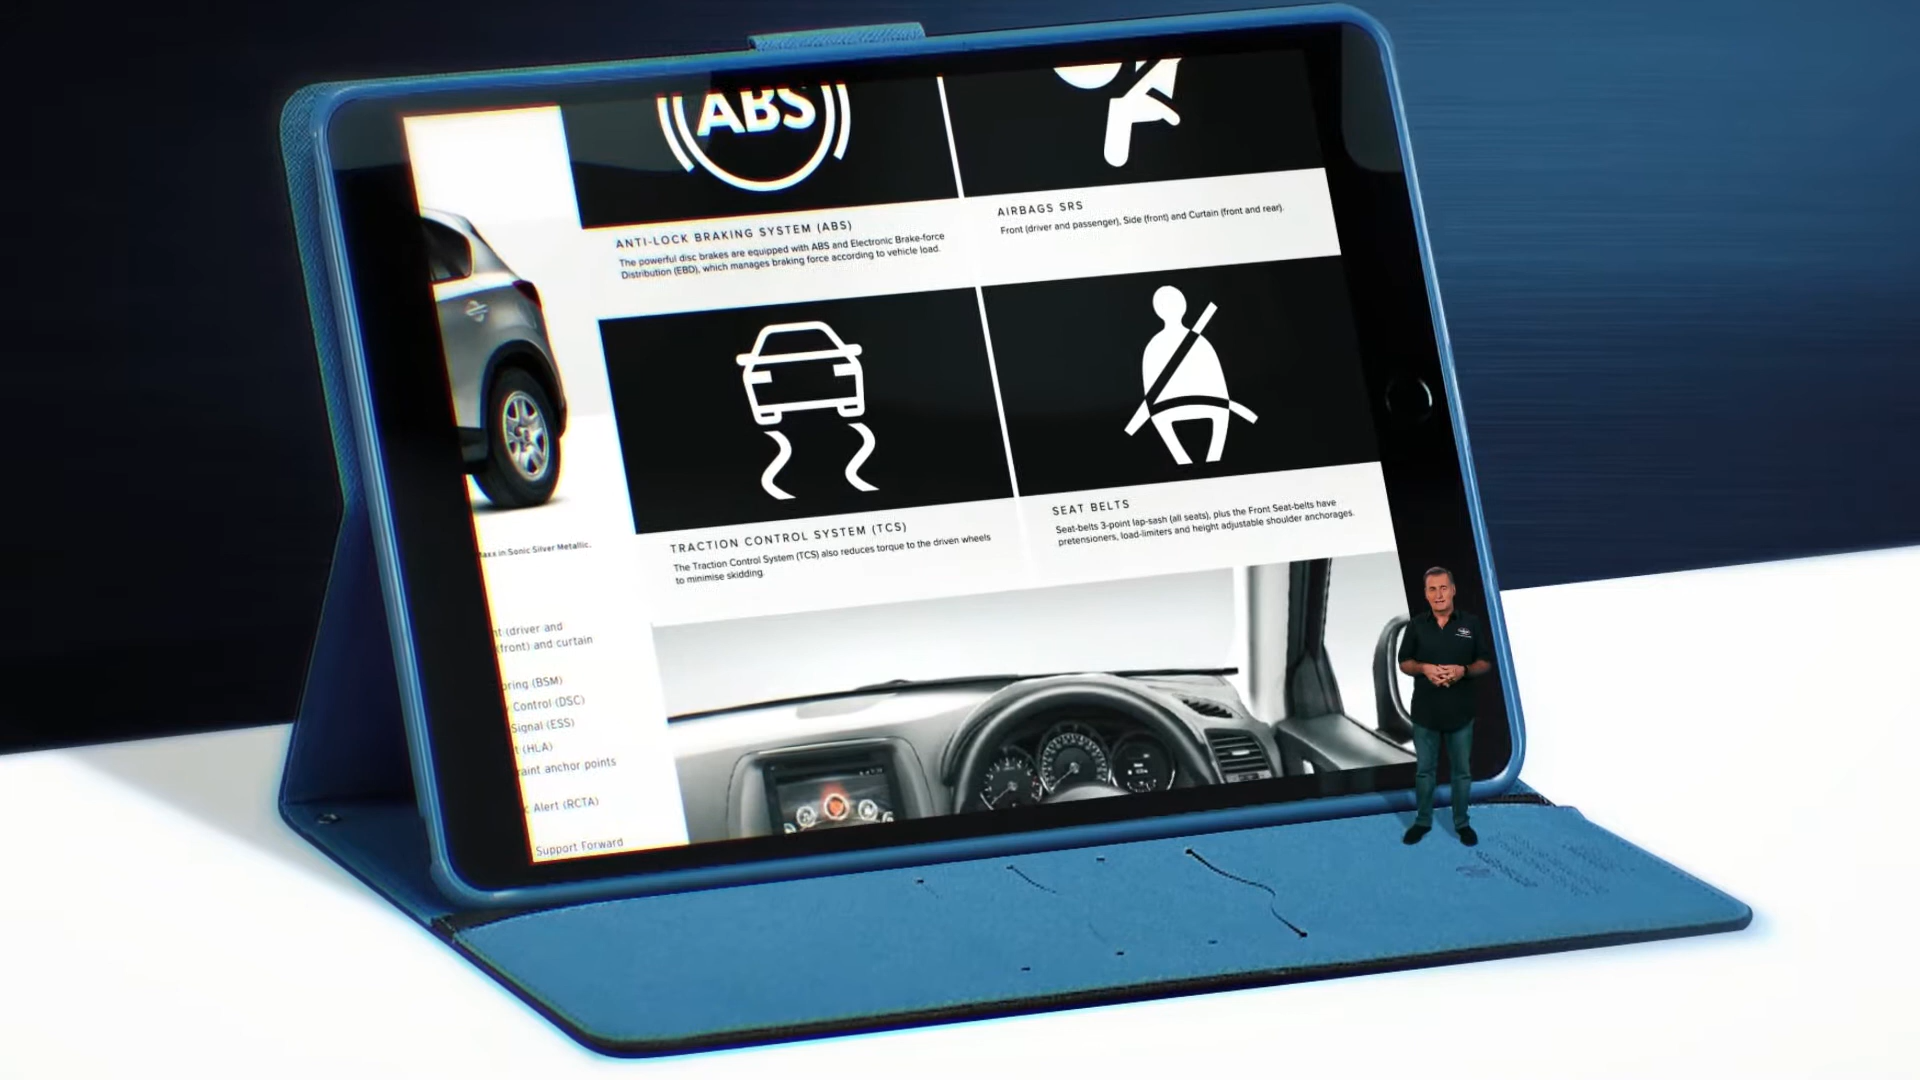 ABS
ANTI-LOCK BRAKING SYSTEM (ABS)
The powerful disc brakes are equipped with ABS and Electronic Brake-force
Distribution (EBD), which manages braking force according to vehicle load.
AIRBAGS SRS
Front (driver and passenger), Side (front) and Curtain (front and rear).
TRACTION CONTROL SYSTEM (TCS)
The Traction Control System (TCS) also reduces torque to the driven wheels
to minimise skidding.
SEAT BELTS
Seat-belts 3-point lap-sash (all seats), plus the Front Seat-belts have
pretensioners, load-limiters and height adjustable shoulder anchorages.
Maxx in Sonic Silver Metallic.
nt (driver and
(front) and curtain
oring (BSM)
Control (DSC)
Signal (ESS)
t (HLA)
raint anchor points
c Alert (RCTA)
Support Forward